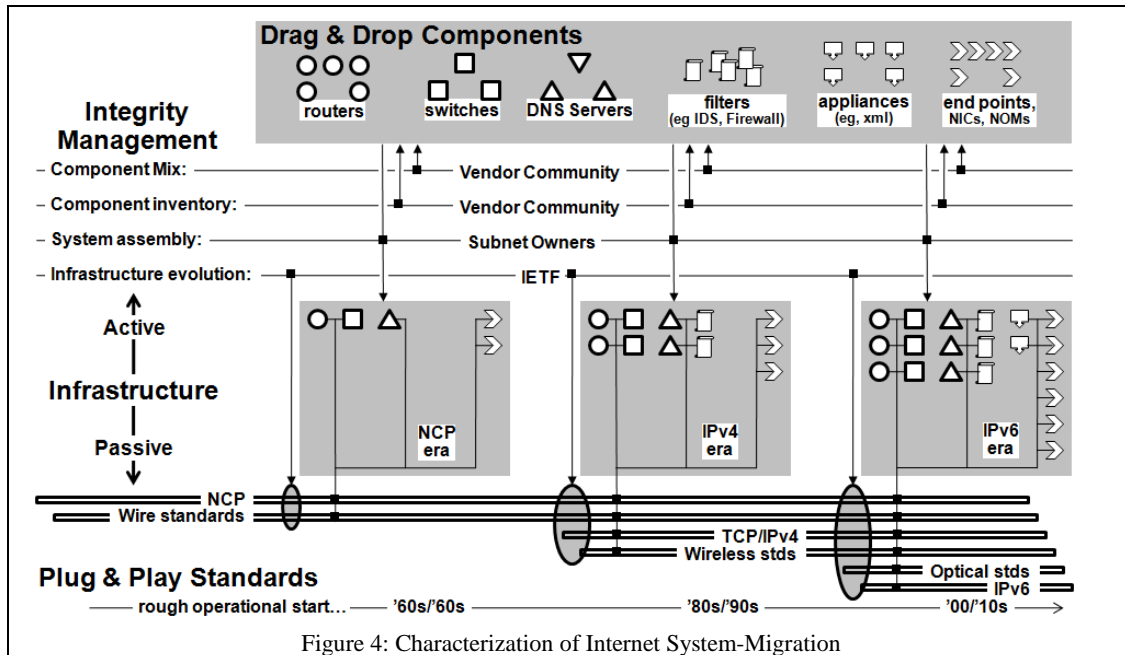 Drag & Drop Components
routers
switches
DNS Servers
filters
(eg IDS, Firewall)
appliances
(eg, xml)
end points,
NICs, NOMs
Integrity
Management
Component Mix:
Vendor Community
Component inventory:
Vendor Community
System assembly:
Subnet Owners
Infrastructure evolution:
IETF
Active
Infrastructure
Passive
NCP
era
IPv4
era
IPv6
era
NCP
Wire standards
TCP/IPv4
Wireless stds
Optical stds
IPv6
Plug & Play Standards
rough operational start…
’60s/’60s
’80s/’90s
’00/’10s
Figure 4: Characterization of Internet System-Migration